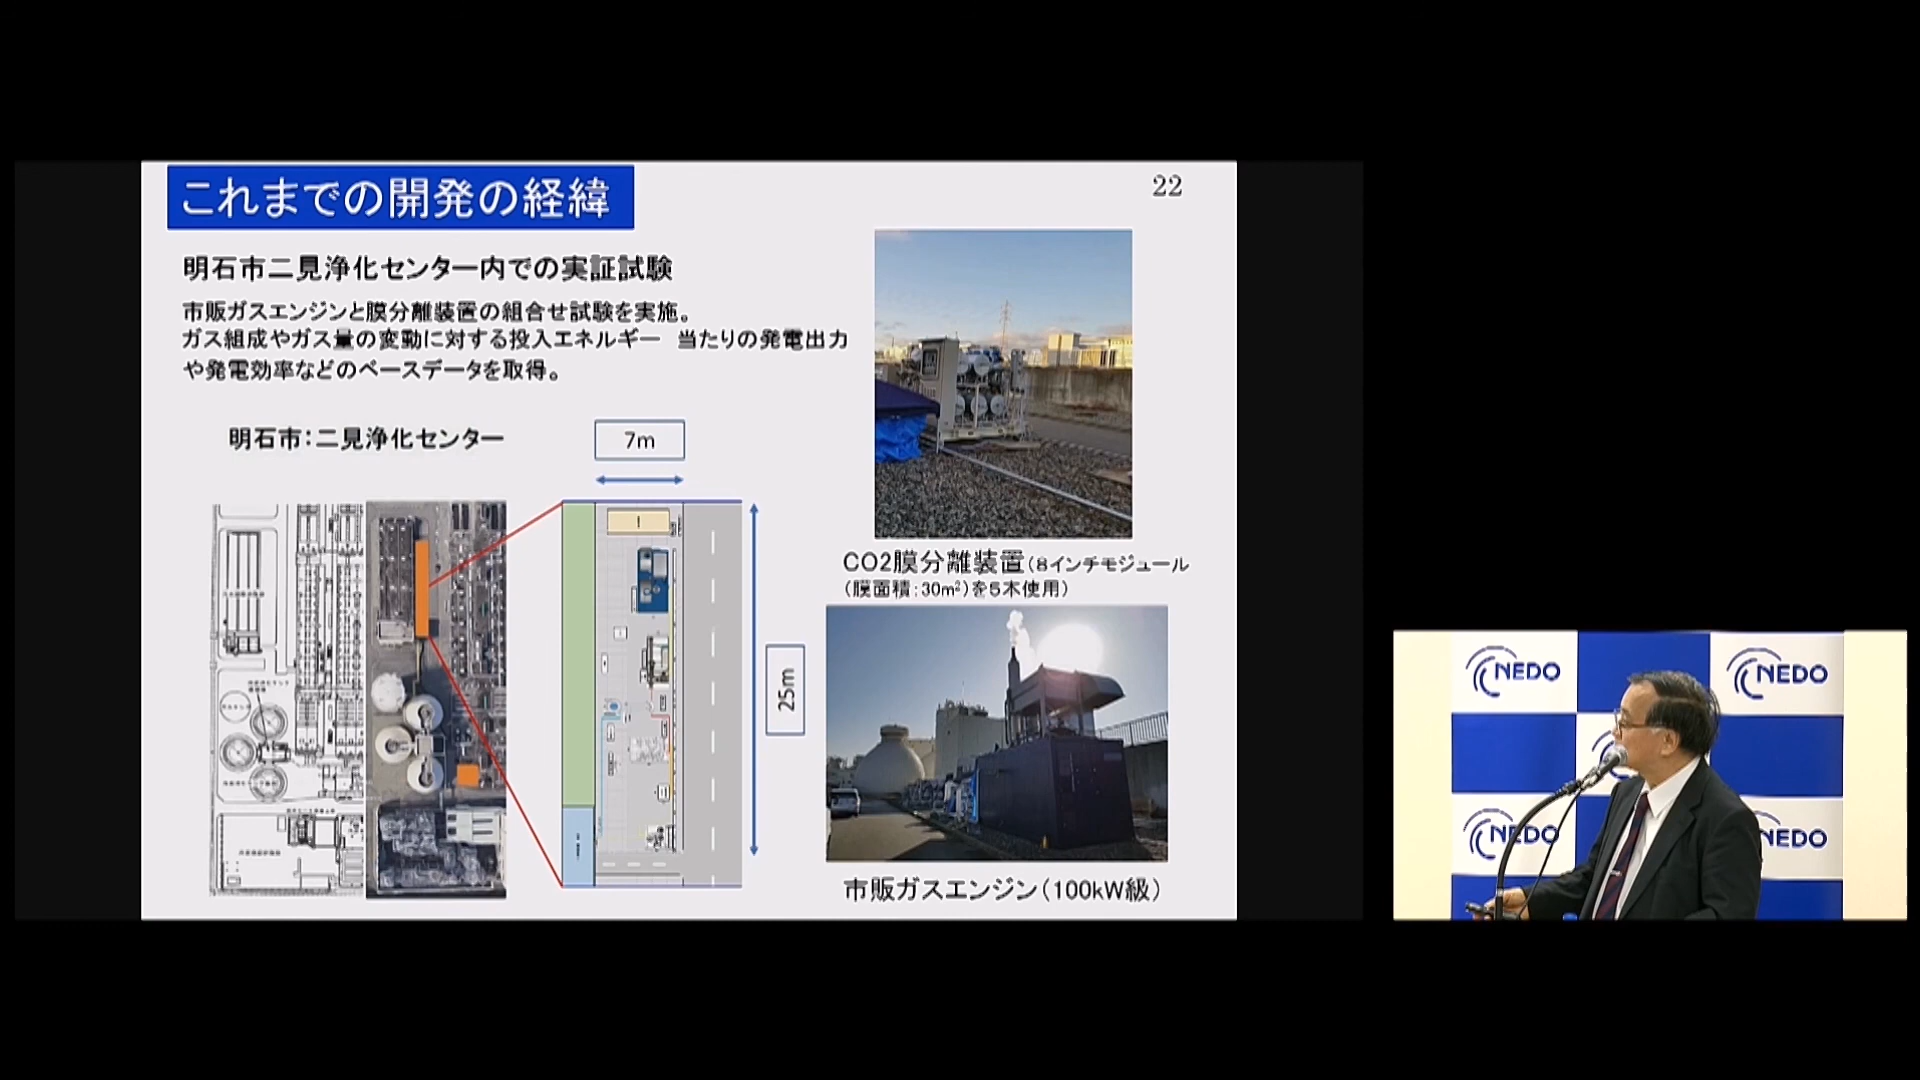 これまでの開発の経緯
22
明石市二見浄化センター内での実証試験
市販ガスエンジンと膜分離装置の組合せ試験を実施。
ガス組成やガス量の変動に対する投入エネルギー 当たりの発電出力
や発電効率などのベースデータを取得。
明石市：二見浄化センター
7m
25m
CO2膜分離装置（8インチモジュール
（膜面積：30m²）を5本使用）
市販ガスエンジン（100kW級）
NEDO
NEDO
NEDO
NEDO